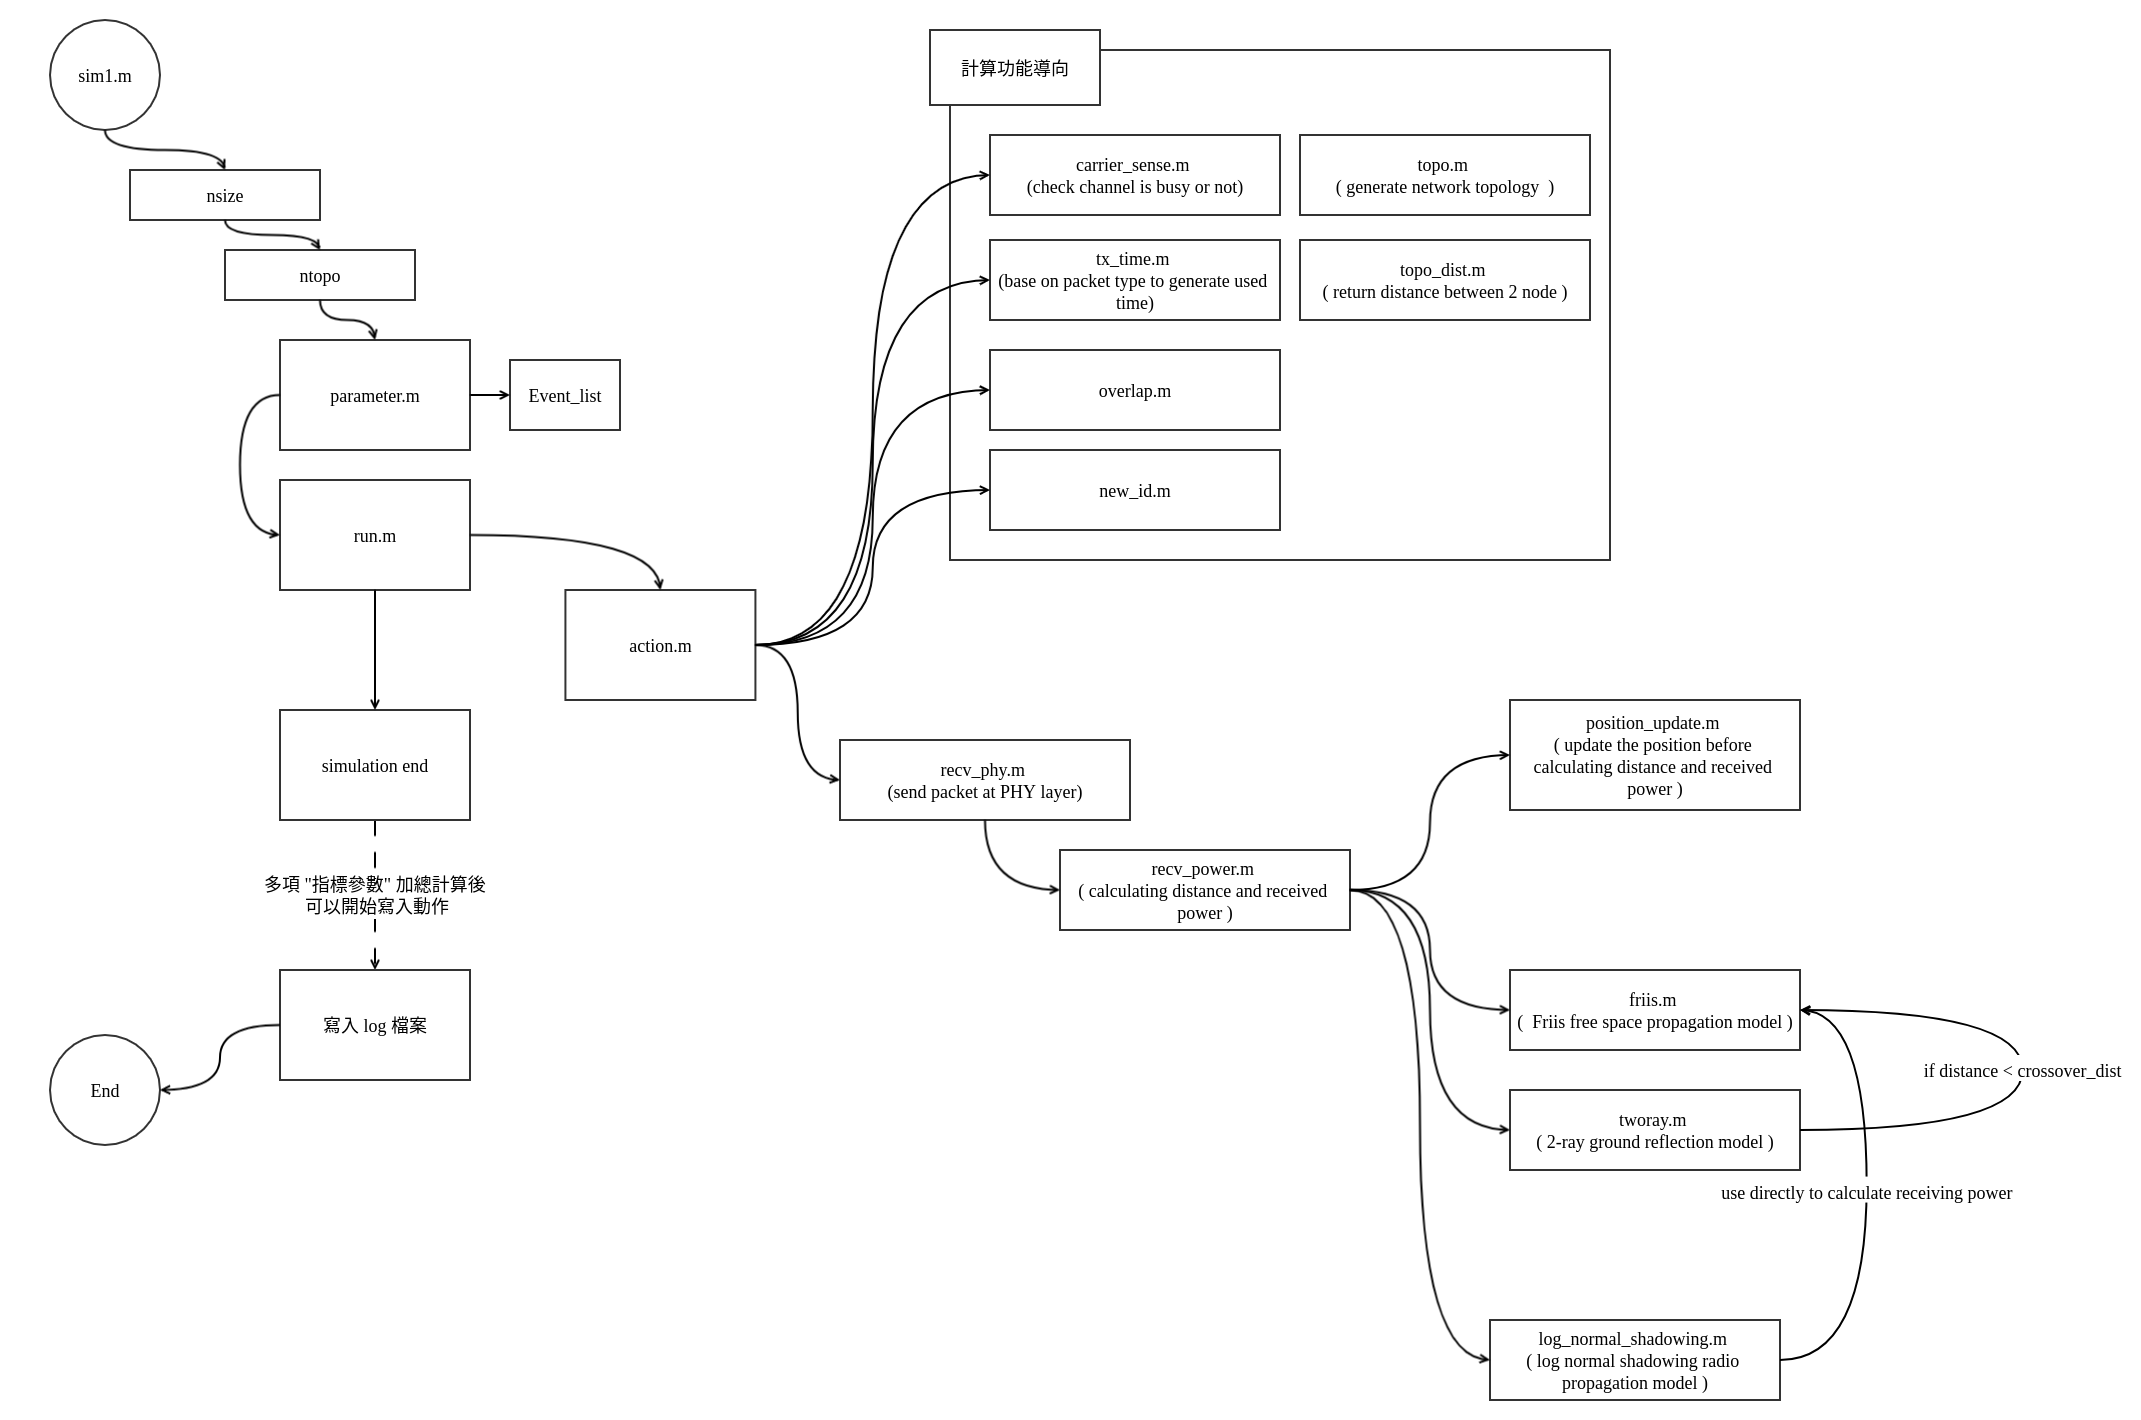 sim1.m
nsize
ntopo
parameter.m
Event_list
run.m
action.m
simulation end
多項 "指標參數" 加總計算後
可以開始寫入動作
寫入 log 檔案
End
計算功能導向
carrier_sense.m
(check channel is busy or not)
topo.m
( generate network topology  )
tx_time.m
(base on packet type to generate used
time)
topo_dist.m
( return distance between 2 node )
overlap.m
new_id.m
recv_phy.m
(send packet at PHY layer)
recv_power.m
( calculating distance and received
power )
position_update.m
( update the position before
calculating distance and received
power )
friis.m
(  Friis free space propagation model )
if distance < crossover_dist
tworay.m
( 2-ray ground reflection model )
use directly to calculate receiving power
log_normal_shadowing.m
( log normal shadowing radio
propagation model )